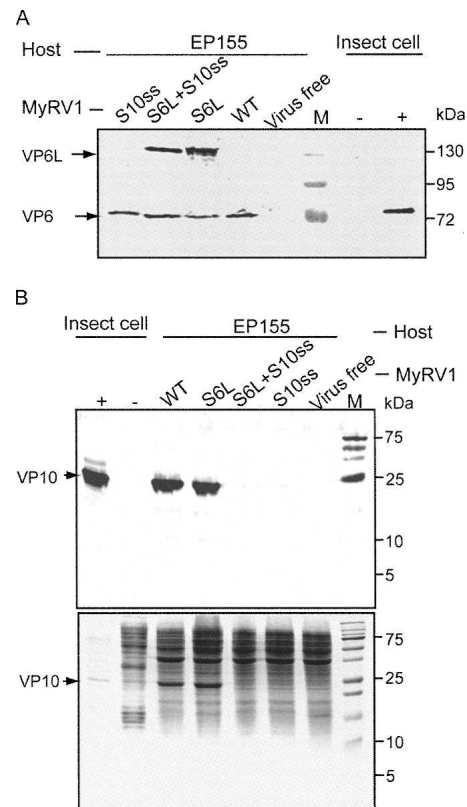 A
Host EP155 Insect cell
MyRV1 S10ss S6L+S10ss S6L WT Virus free M - + kDa
VP6L 130
95
VP6 72
B
Insect cell EP155 Host
+ - WT S6L S6L+S10ss S10ss Virus free M MyRV1
kDa
75
VP10 25
10
5
75
VP10 25
10
5